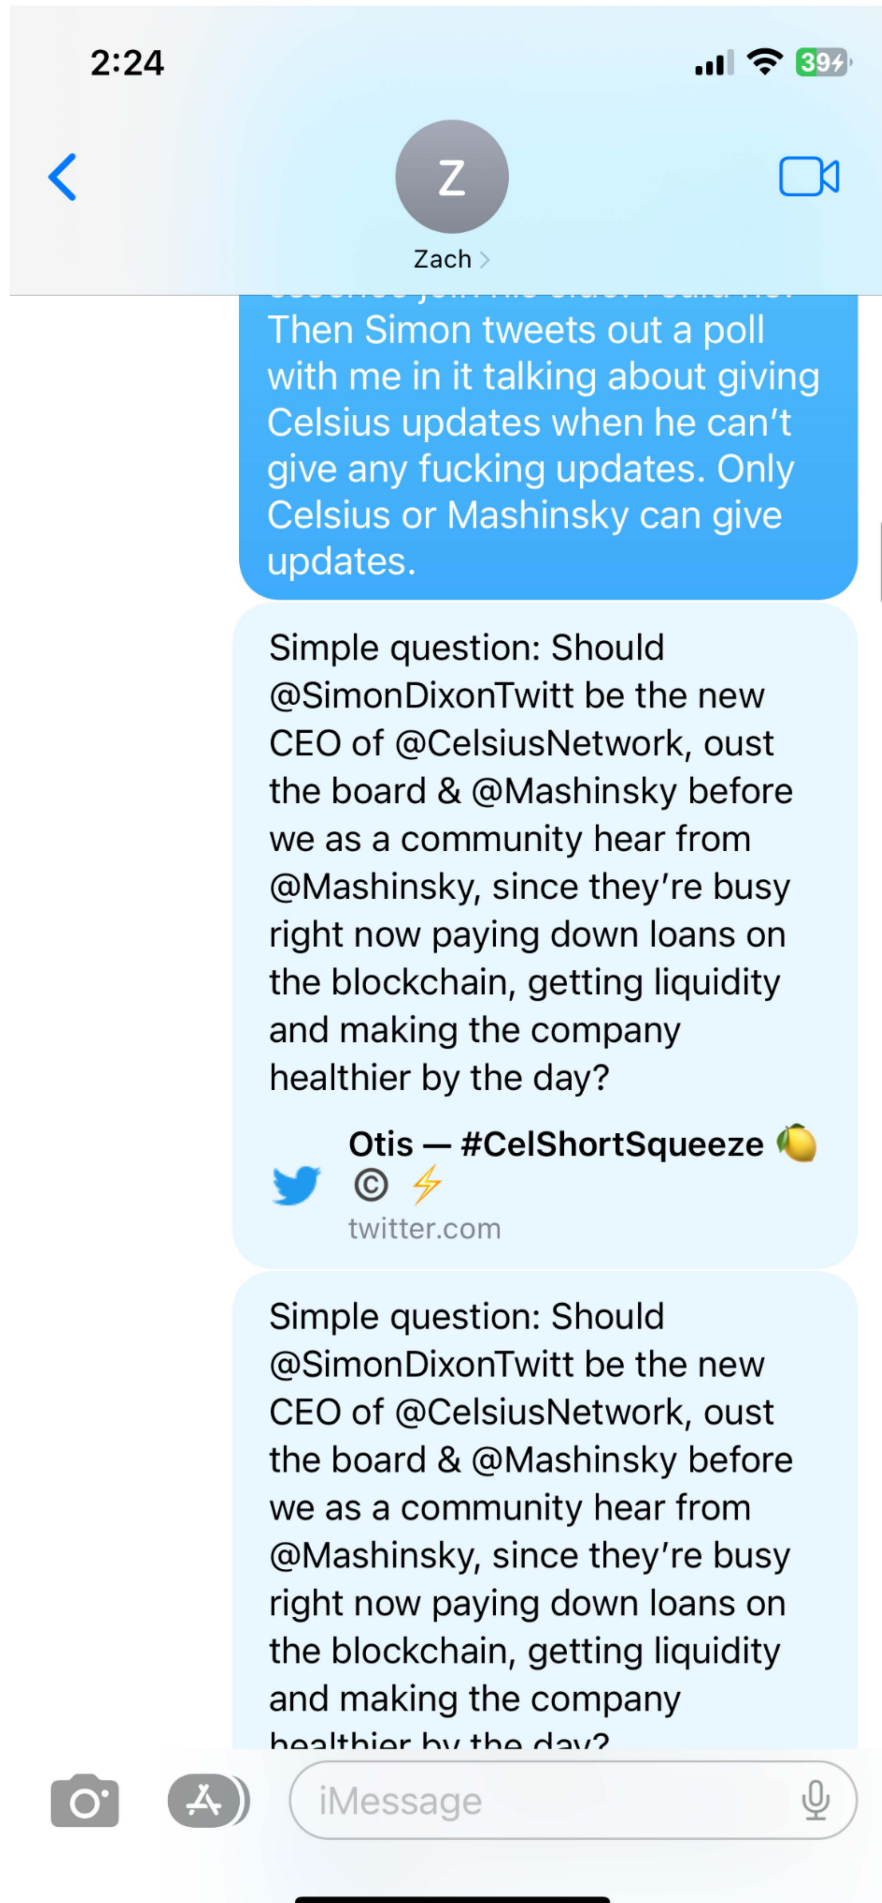 2:24
39
Z
Zach
Then Simon tweets out a poll
with me in it talking about giving
Celsius updates when he can't
give any fucking updates. Only
Celsius or Mashinsky can give
updates.
Simple question: Should
@SimonDixonTwitt be the new
CEO of @CelsiusNetwork, oust
the board & @Mashinsky before
we as a community hear from
@Mashinsky, since they're busy
right now paying down loans on
the blockchain, getting liquidity
and making the company
healthier by the day?
Otis — #CelShortSqueeze 🍋
© ⚡
twitter.com
Simple question: Should
@SimonDixonTwitt be the new
CEO of @CelsiusNetwork, oust
the board & @Mashinsky before
we as a community hear from
@Mashinsky, since they're busy
right now paying down loans on
the blockchain, getting liquidity
and making the company
healthier by the day?
iMessage